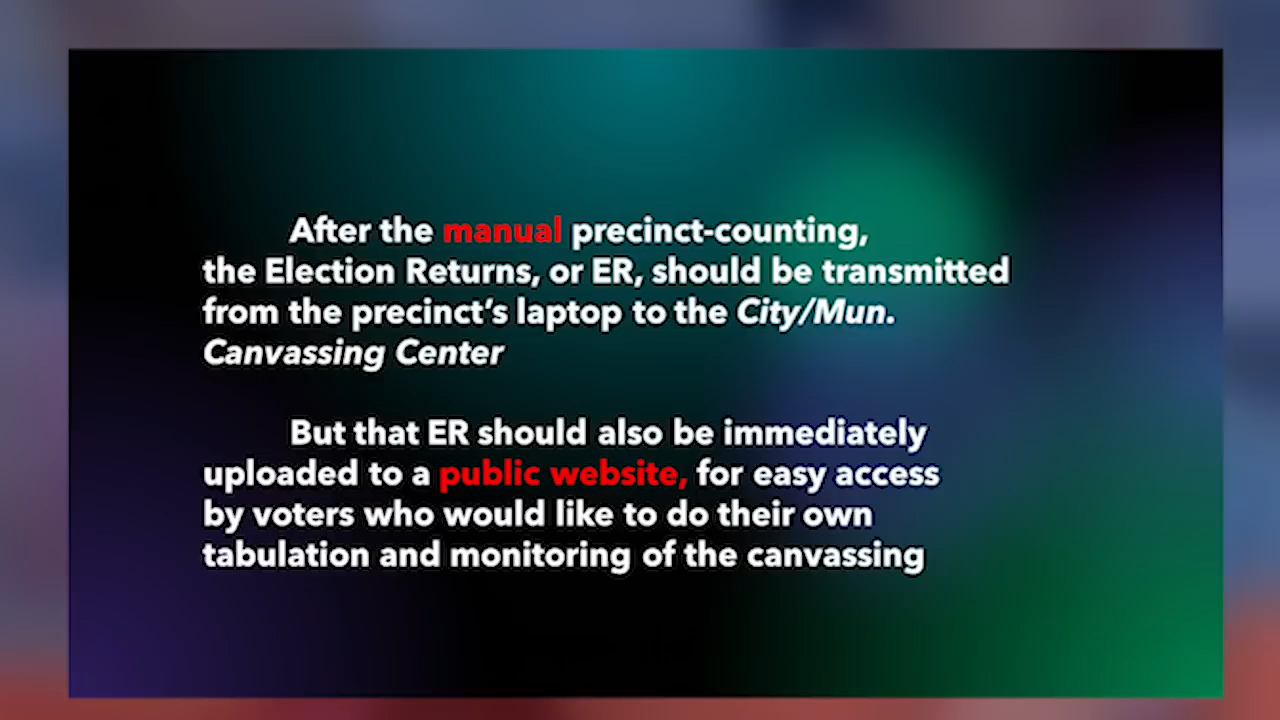 After the manual precinct-counting,
the Election Returns, or ER, should be transmitted
from the precinct's laptop to the City/Mun.
Canvassing Center
But that ER should also be immediately
uploaded to a public website, for easy access
by voters who would like to do their own
tabulation and monitoring of the canvassing